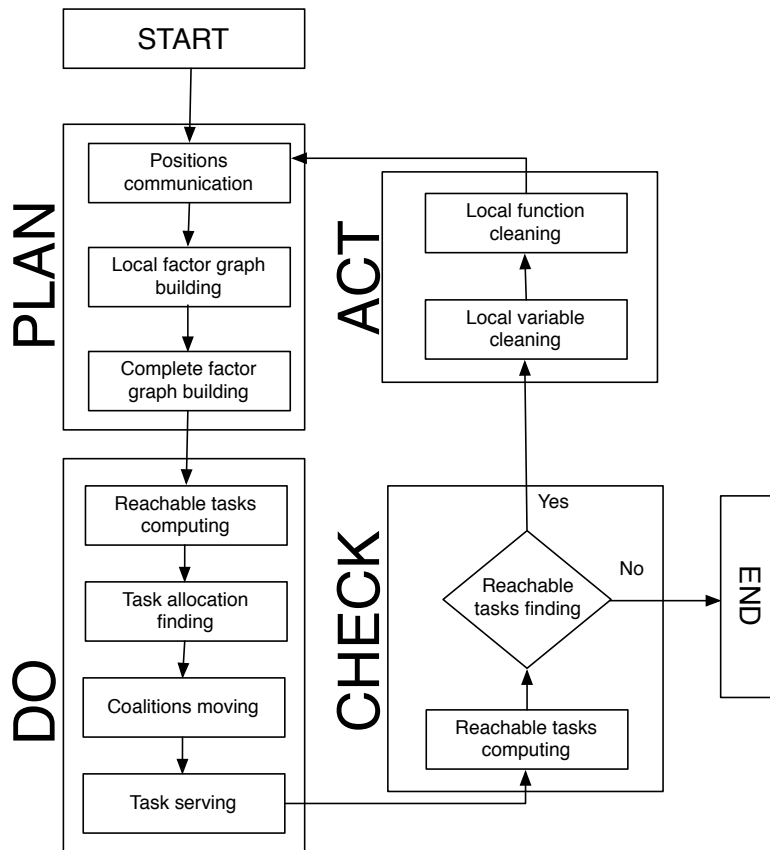 START
PLAN
Positions
communication
Local factor graph
building
Complete factor
graph building
DO
Reachable tasks
computing
Task allocation
finding
Coalitions moving
Task serving
CHECK
Reachable tasks
computing
Reachable
tasks finding
Yes
No
END
ACT
Local variable
cleaning
Local function
cleaning